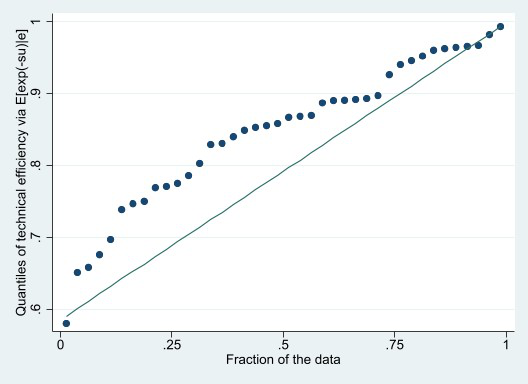 Quantiles of technical efficiency via E[exp(-su)|e]
1
.9
.8
.7
.6
0 .25 .5 .75 1
Fraction of the data